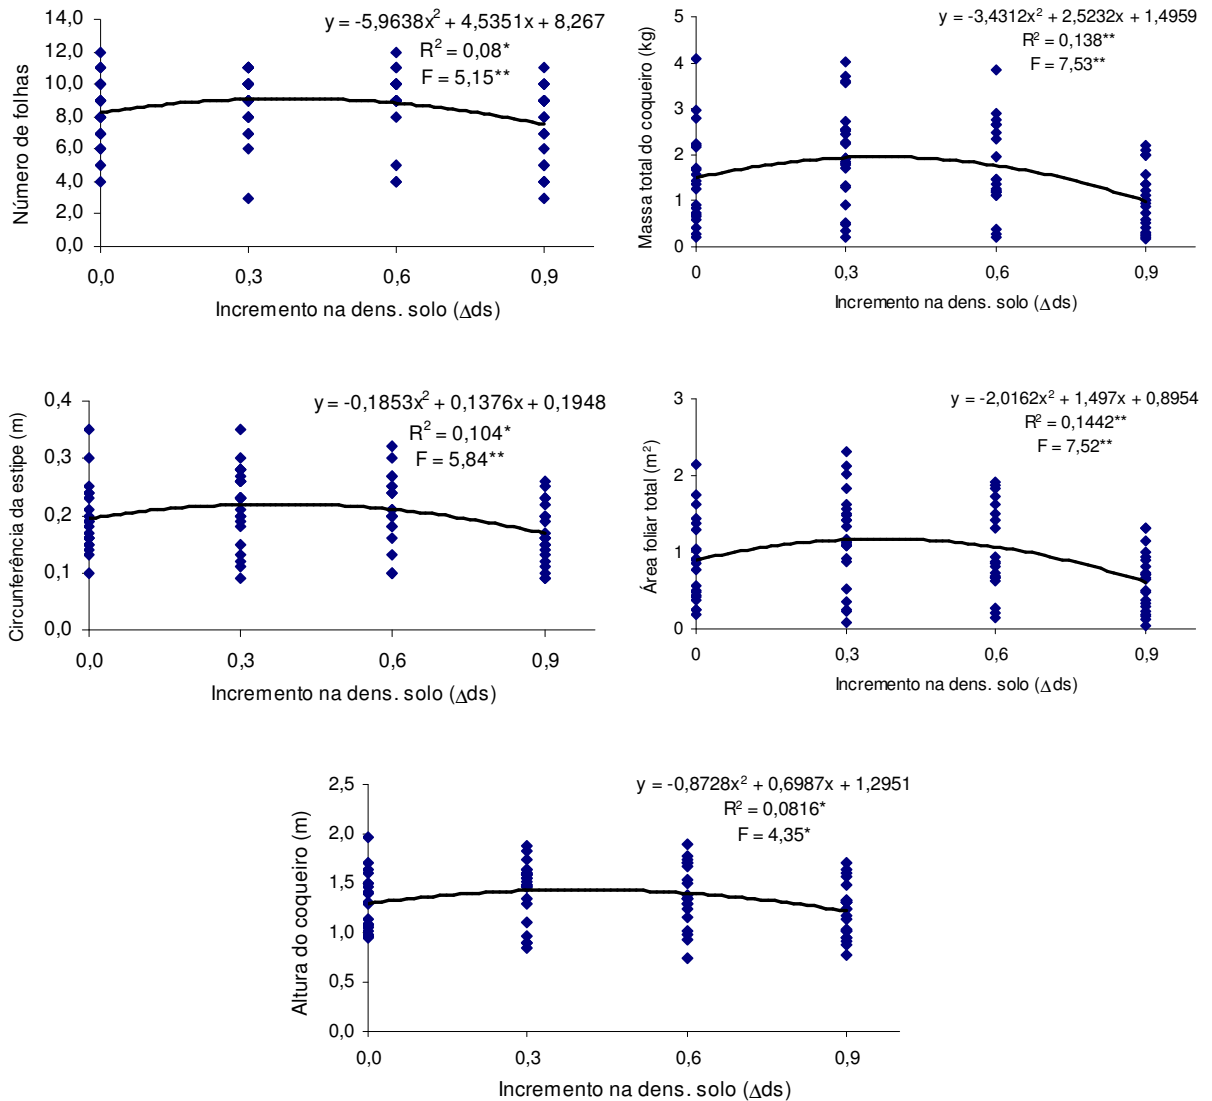 y = -5,9638x² + 4,5351x + 8,267
R² = 0,08*
F = 5,15**
Número de folhas
14,0
12,0
10,0
8,0
6,0
4,0
2,0
0,0
0,0 0,3 0,6 0,9
Incremento na dens. solo (Δds)
y = -3,4312x² + 2,5232x + 1,4959
R² = 0,138**
F = 7,53**
Massa total do coqueiro (kg)
5
4
3
2
1
0
0 0,3 0,6 0,9
Incremento na dens. solo (Δds)
y = -0,1853x² + 0,1376x + 0,1948
R² = 0,104*
F = 5,84**
Circunferência da estipe (m)
0,4
0,3
0,2
0,1
0,0
0,0 0,3 0,6 0,9
Incremento na dens. solo (Δds)
y = -2,0162x² + 1,497x + 0,8954
R² = 0,1442**
F = 7,52**
Área foliar total (m²)
3
2
1
0
0 0,3 0,6 0,9
Incremento na dens. solo (Δds)
y = -0,8728x² + 0,6987x + 1,2951
R² = 0,0816*
F = 4,35*
Altura do coqueiro (m)
2,5
2,0
1,5
1,0
0,5
0,0
0,0 0,3 0,6 0,9
Incremento na dens. solo (Δds)